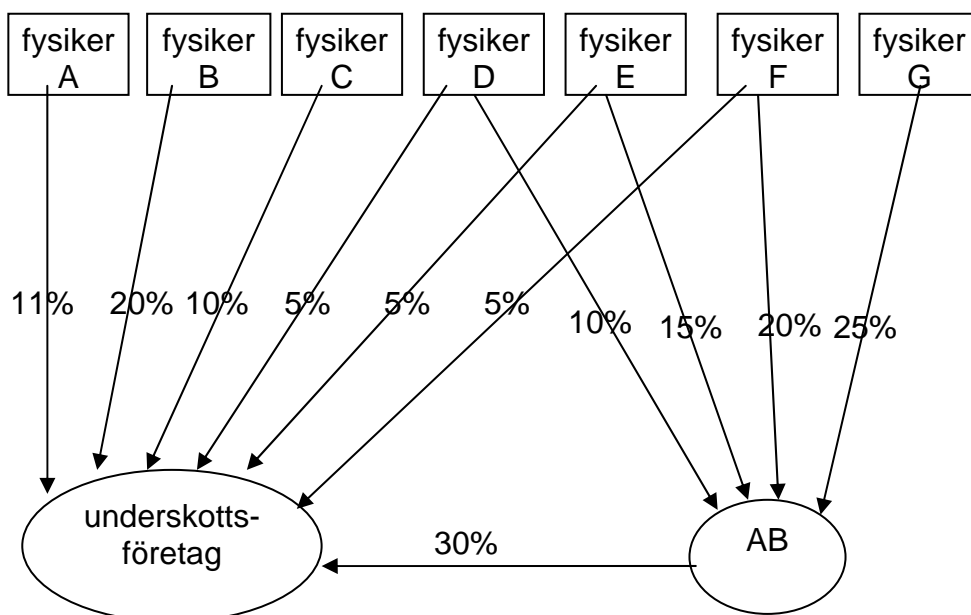 fysiker
A
fysiker
B
fysiker
C
fysiker
D
fysiker
E
fysiker
F
fysiker
G
11%
20%
10%
5%
5%
5%
10%
15%
20%
25%
underskotts-
företag
30%
AB